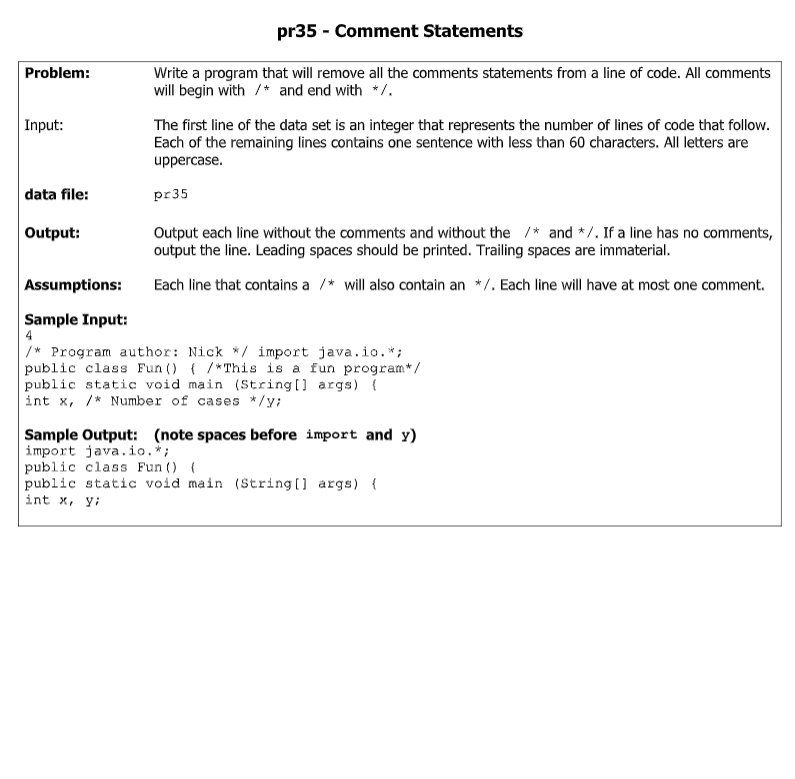 pr35 - Comment Statements
Problem: Write a program that will remove all the comments statements from a line of code. All comments
will begin with /* and end with */.
Input: The first line of the data set is an integer that represents the number of lines of code that follow.
Each of the remaining lines contains one sentence with less than 60 characters. All letters are
uppercase.
data file: pr35
Output: Output each line without the comments and without the /* and */. If a line has no comments,
output the line. Leading spaces should be printed. Trailing spaces are immaterial.
Assumptions: Each line that contains a /* will also contain an */. Each line will have at most one comment.
Sample Input:
4
/* Program author: Nick */ import java.io.*;
public class Fun() { /*This is a fun program*/
public static void main (String[] args) {
int x, /* Number of cases */y;
Sample Output: (note spaces before import and y)
import java.io.*;
public class Fun() {
public static void main (String[] args) {
int x, y;